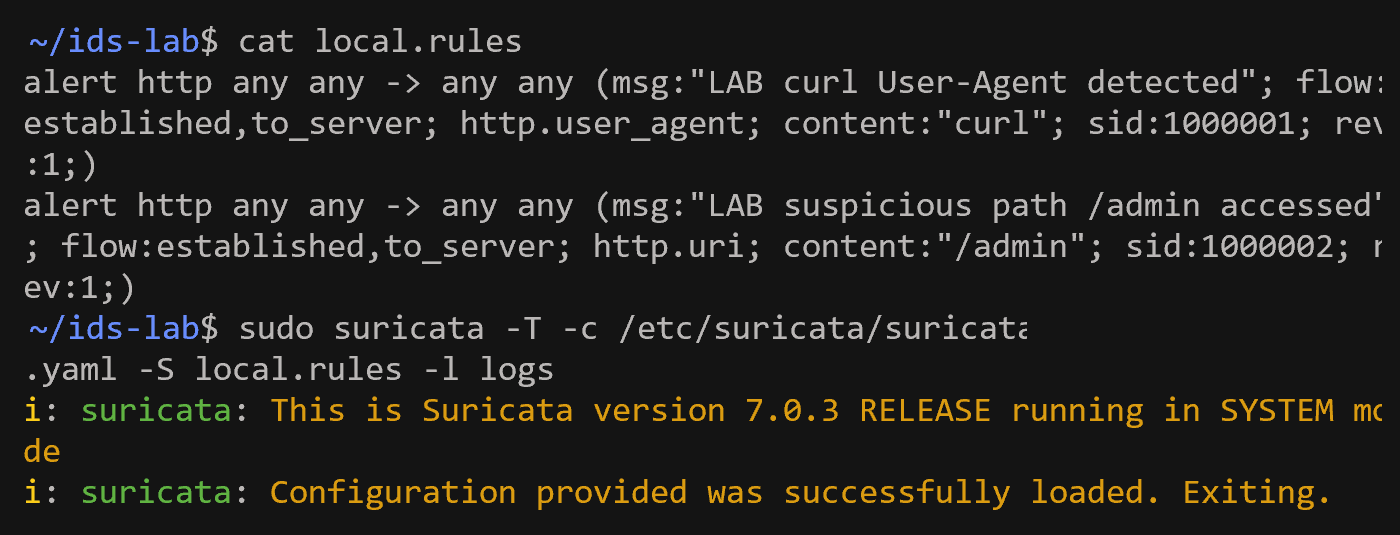 ~/ids-lab$ cat local.rules
alert http any any -> any any (msg:"LAB curl User-Agent detected"; flow:
established,to_server; http.user_agent; content:"curl"; sid:1000001; rev
:1;)
alert http any any -> any any (msg:"LAB suspicious path /admin accessed"
; flow:established,to_server; http.uri; content:"/admin"; sid:1000002; r
ev:1;)
~/ids-lab$ sudo suricata -T -c /etc/suricata/suricata
.yaml -S local.rules -l logs
i: suricata: This is Suricata version 7.0.3 RELEASE running in SYSTEM mo
de
i: suricata: Configuration provided was successfully loaded. Exiting.